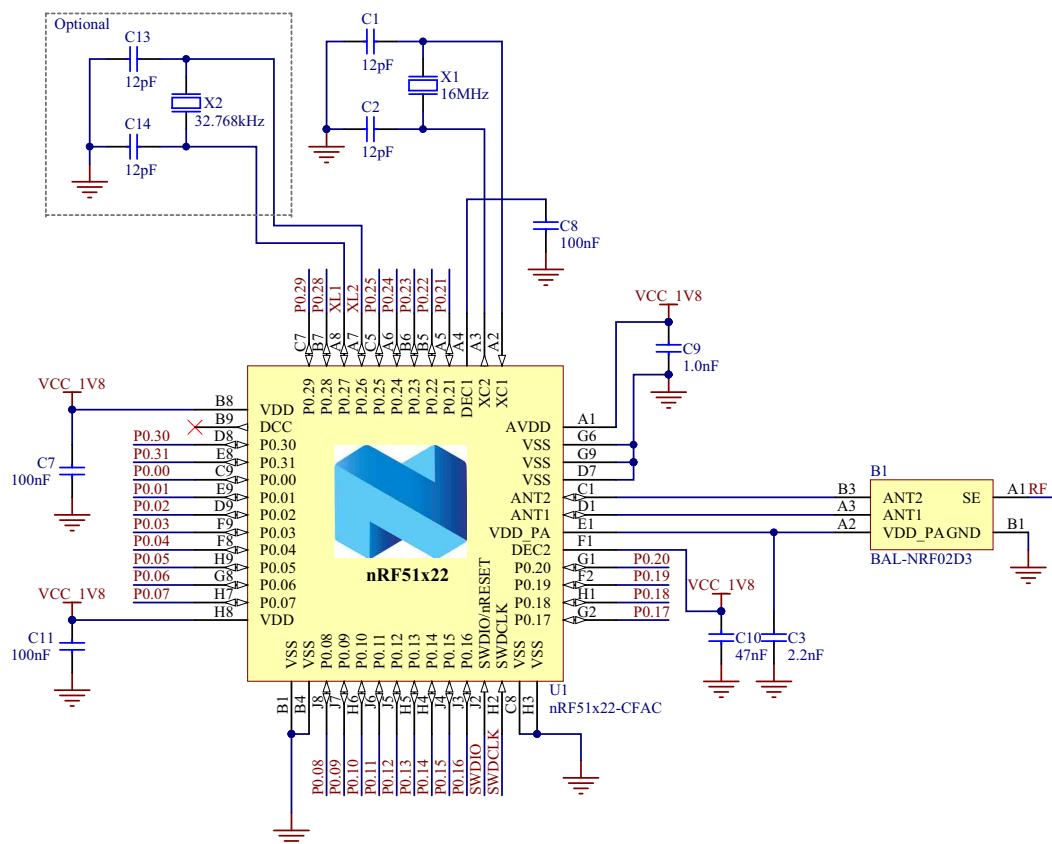 Optional
C13
12pF
X2
32.768kHz
C14
12pF
C1
12pF
X1
16MHz
C2
12pF
C8
100nF
P0.29
P0.28
XL1
XL2
P0.25
P0.24
P0.23
P0.22
P0.21
C7
B7
A8
A7
C5
A6
B6
B5
A5
A4
A3
A2
P0.29
P0.28
P0.27
P0.26
P0.25
P0.24
P0.23
P0.22
P0.21
DEC1
XC2
XC1
VCC_1V8
C7
100nF
P0.30
P0.31
P0.00
P0.01
P0.02
P0.03
P0.04
P0.05
P0.06
P0.07
VCC_1V8
C11
100nF
B8 VDD
B9 DCC
D8 P0.30
E8 P0.31
C9 P0.00
E9 P0.01
D9 P0.02
F9 P0.03
F8 P0.04
H9 P0.05
G8 P0.06
H7 P0.07
H8 VDD
nRF51x22
AVDD A1
VSS G6
VSS G9
VSS D7
ANT2 C1
ANT1 D1
VDD_PA E1
DEC2 F1
P0.20 G1 P0.20
P0.19 F2 P0.19
P0.18 H1 P0.18
P0.17 G2 P0.17
VCC_1V8
C9
1.0nF
VCC_1V8
C10
47nF
C3
2.2nF
B1
B3 ANT2 SE A1 RF
A3 ANT1
A2 VDD_PA GND B1
BAL-NRF02D3
VSS
VSS
P0.08
P0.09
P0.10
P0.11
P0.12
P0.13
P0.14
P0.15
P0.16
SWDIO/nRESET
SWDCLK
VSS
VSS
B1
B4
J8
J7
H6
J6
J5
H5
H4
J4
J3
J2
H2
C8
H3
U1
nRF51x22-CFAC
P0.08
P0.09
P0.10
P0.11
P0.12
P0.13
P0.14
P0.15
P0.16
SWDIO
SWDCLK